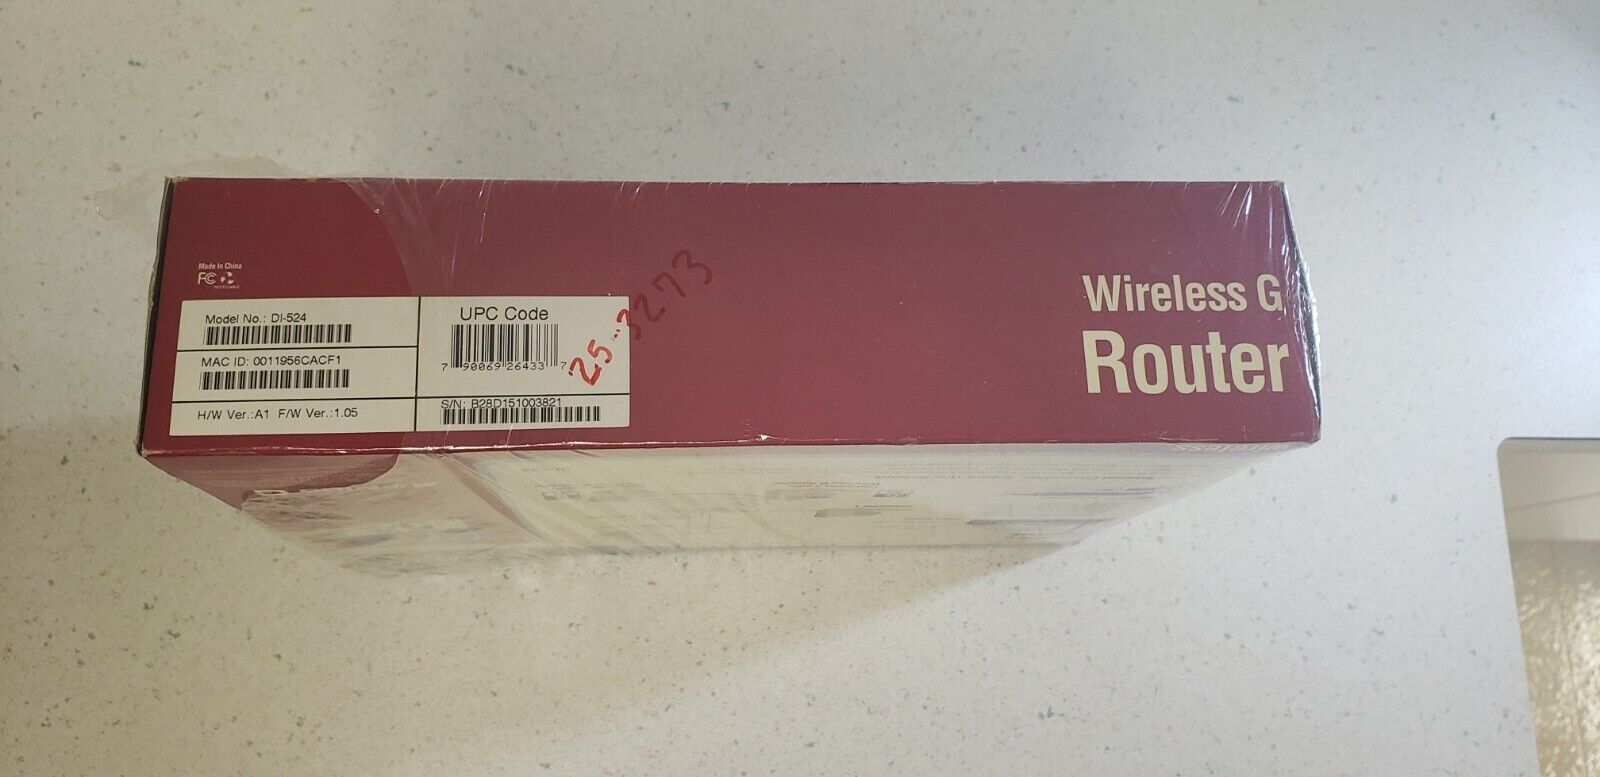 Made In China
FC
RECYCLABLE
Model No.: DI-524
MAC ID: 0011956CACF1
H/W Ver.:A1 F/W Ver.:1.05
UPC Code
7 90069 26433 7
S/N: B28D151003821
25-3273
Wireless G
Router